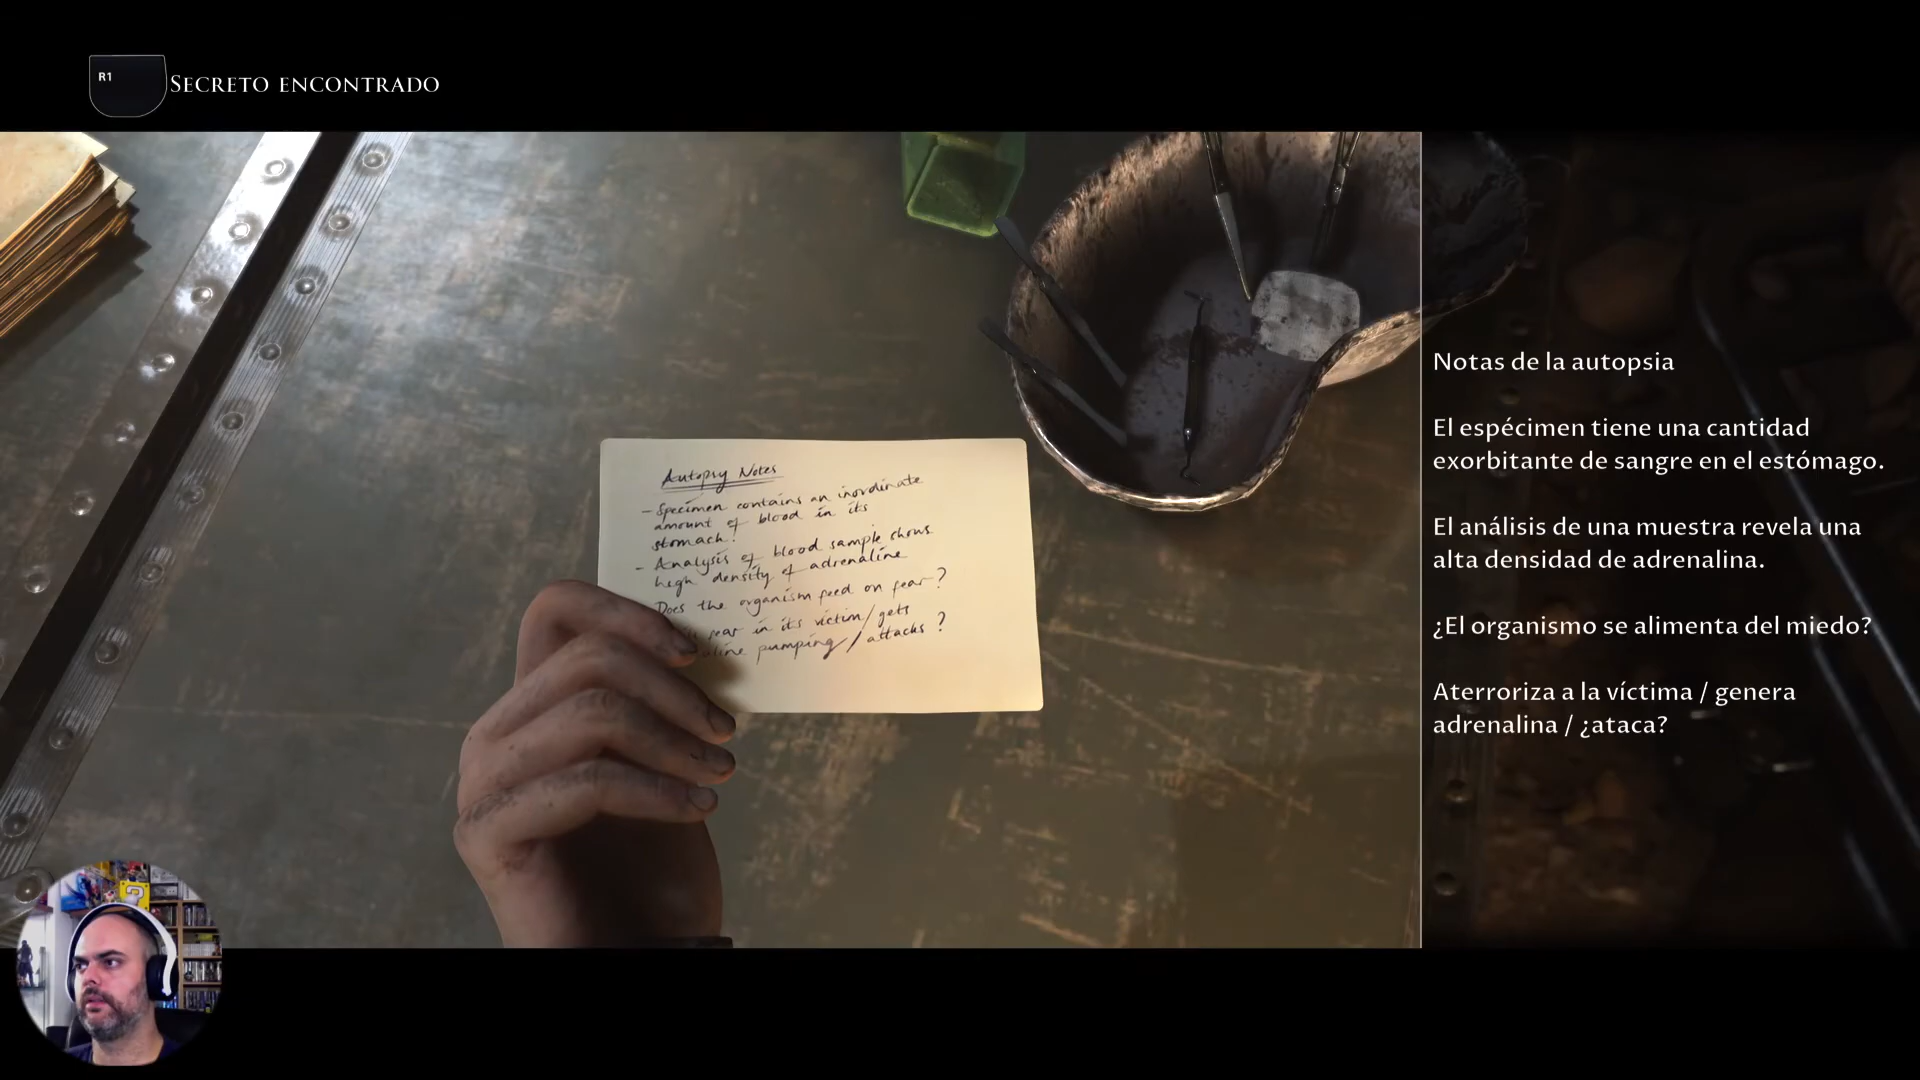 R1
SECRETO ENCONTRADO
Autopsy Notes
- Specimen contains an inordinate
amount of blood in its
stomach!
- Analysis of blood sample shows
high density of adrenaline
Does the organism feed on fear?
fear in its victim/gets
pumping/attacks?
Notas de la autopsia
El espécimen tiene una cantidad
exorbitante de sangre en el estómago.
El análisis de una muestra revela una
alta densidad de adrenalina.
¿El organismo se alimenta del miedo?
Aterroriza a la víctima / genera
adrenalina / ¿ataca?